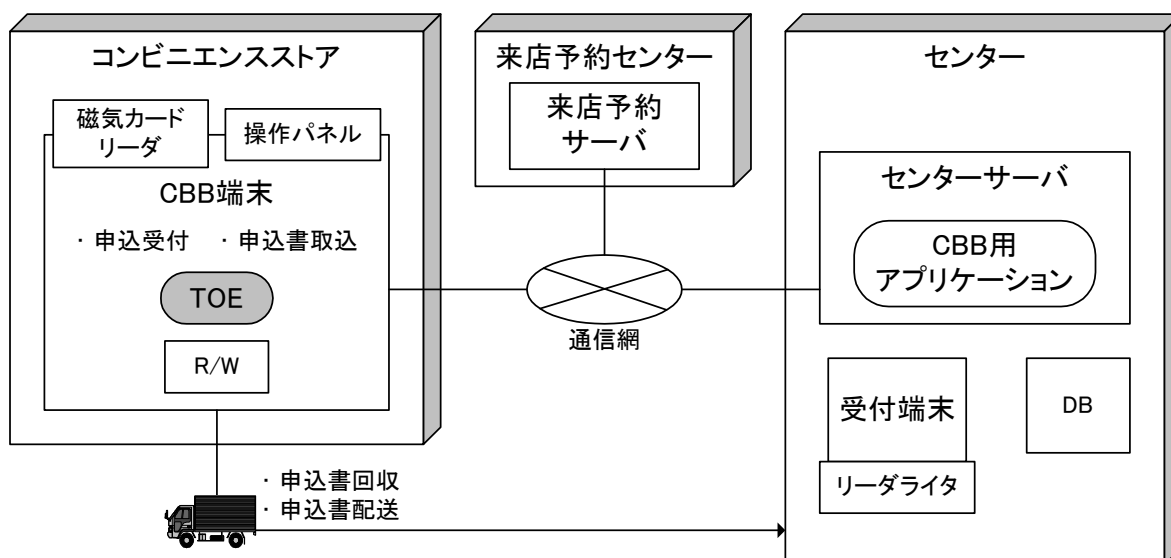 コンビニエンスストア
磁気カード
リーダ
操作パネル
CBB端末
・申込受付 ・申込書取込
TOE
R/W
・申込書回収
・申込書配送
来店予約センター
来店予約
サーバ
通信網
センター
センターサーバ
CBB用
アプリケーション
受付端末
リーダライタ
DB